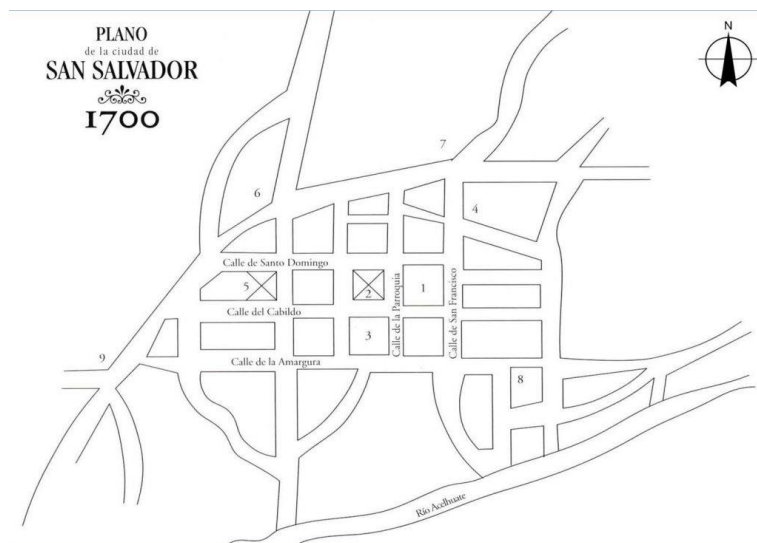 PLANO
de la ciudad de
SAN SALVADOR
1700
N
7
6
4
Calle de Santo Domingo
5
2
1
Calle de la Parroquia
Calle de San Francisco
Calle del Cabildo
3
9
Calle de la Amargura
8
Río Acelhuate